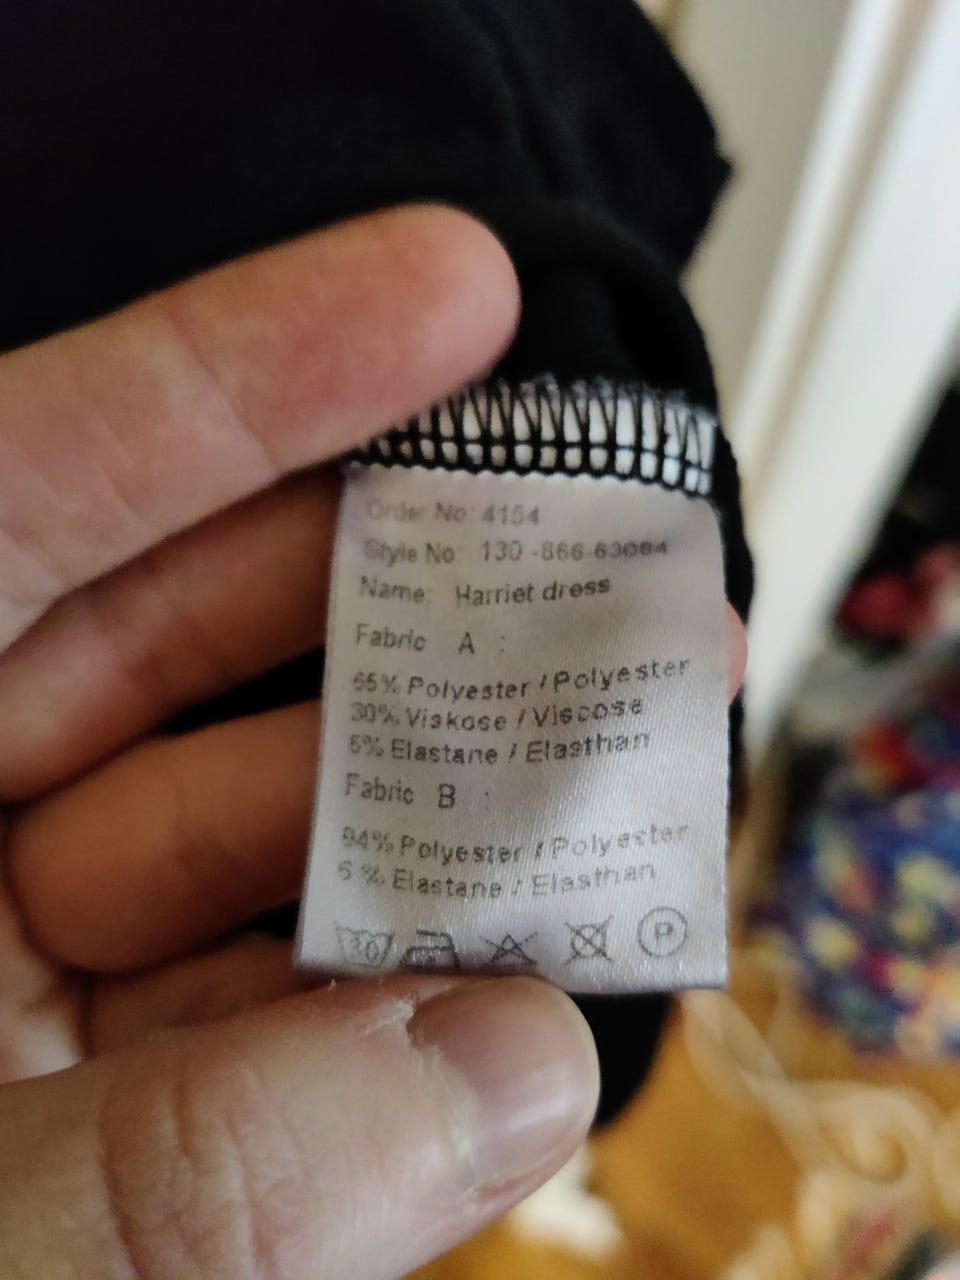 Order No: 4154
Style No: 130 -866-63084
Name: Harriet dress
Fabric A :
65% Polyester / Polyester
30% Viskose / Viscose
5% Elastane / Elasthan
Fabric B :
94% Polyester / Polyester
6 % Elastane / Elasthan
30 P